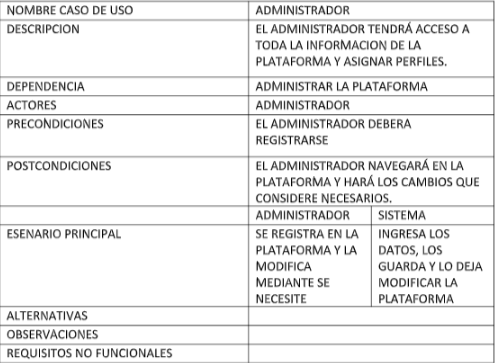 NOMBRE CASO DE USO ADMINISTRADOR
DESCRIPCION EL ADMINISTRADOR TENDRÁ ACCESO A
TODA LA INFORMACION DE LA
PLATAFORMA Y ASIGNAR PERFILES.
DEPENDENCIA ADMINISTRAR LA PLATAFORMA
ACTORES ADMINISTRADOR
PRECONDICIONES EL ADMINISTRADOR DEBERA
REGISTRARSE
POSTCONDICIONES EL ADMINISTRADOR NAVEGARÁ EN LA
PLATAFORMA Y HARÁ LOS CAMBIOS QUE
CONSIDERE NECESARIOS.
ADMINISTRADOR SISTEMA
ESENARIO PRINCIPAL SE REGISTRA EN LA INGRESA LOS
PLATAFORMA Y LA DATOS, LOS
MODIFICA GUARDA Y LO DEJA
MEDIANTE SE MODIFICAR LA
NECESITE PLATAFORMA
ALTERNATIVAS
OBSERVACIONES
REQUISITOS NO FUNCIONALES